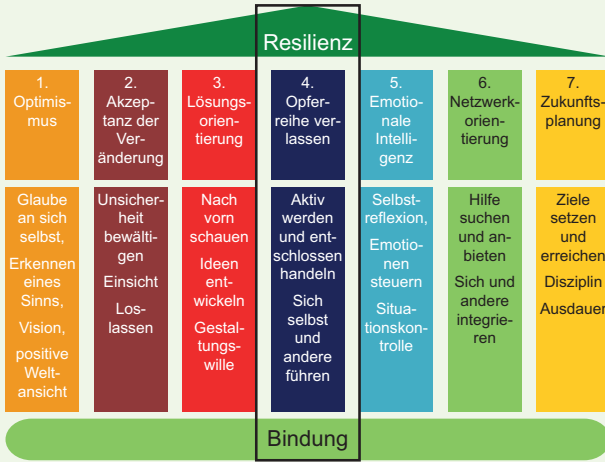 Resilienz
1.
Optimis-
mus
2.
Akzep-
tanz der
Ver-
änderung
3.
Lösungs-
orien-
tierung
4.
Opfer-
reihe ver-
lassen
5.
Emotio-
nale
Intelli-
genz
6.
Netzwerk-
orien-
tierung
7.
Zukunfts-
planung
Glaube
an sich
selbst,
Erkennen
eines
Sinns,
Vision,
positive
Welt-
ansicht
Unsicher-
heit
bewälti-
gen
Einsicht
Los-
lassen
Nach
vorn
schauen
Ideen
ent-
wickeln
Gestal-
tungs-
wille
Aktiv
werden
und ent-
schlossen
handeln
Sich
selbst
und
andere
führen
Selbst-
reflexion,
Emotio-
nen
steuern
Situa-
tionskon-
trolle
Hilfe
suchen
und an-
bieten
Sich und
andere
integrie-
ren
Ziele
setzen
und
erreichen
Disziplin
Ausdauer
Bindung